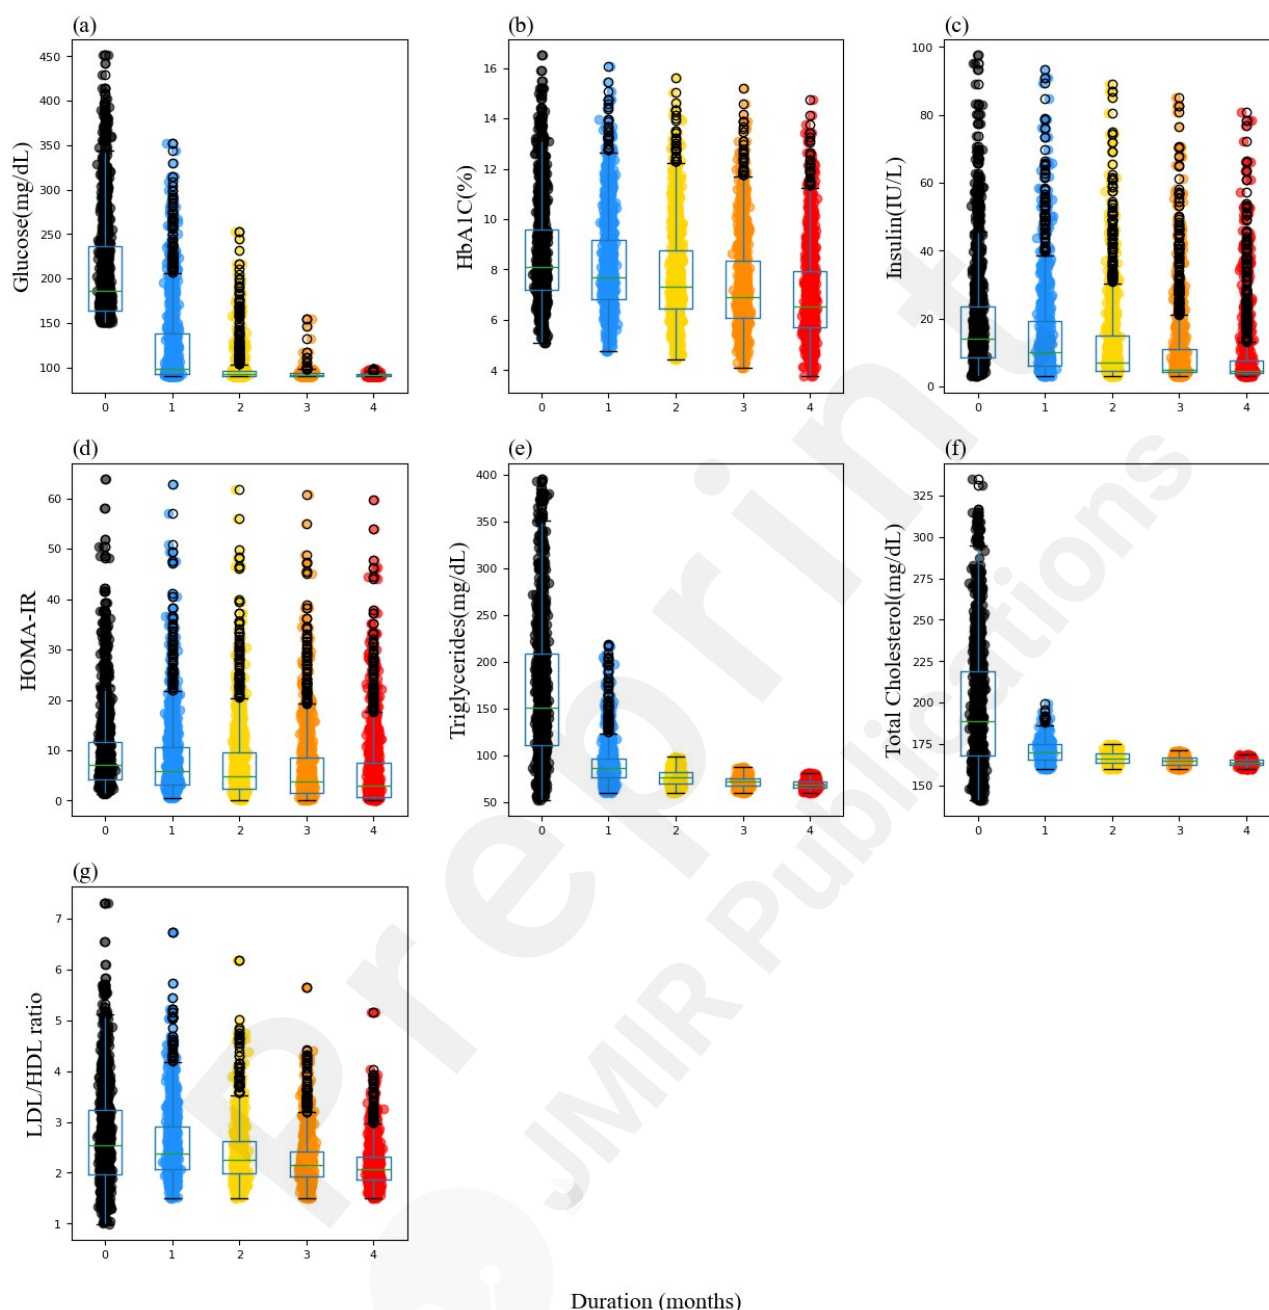 (a)
Glucose(mg/dL)
450
400
350
300
250
200
150
100
0 1 2 3 4
(b)
HbA1C(%)
16
14
12
10
8
6
4
0 1 2 3 4
(c)
Insulin(IU/L)
100
80
60
40
20
0
0 1 2 3 4
(d)
HOMA-IR
60
50
40
30
20
10
0
0 1 2 3 4
(e)
Triglycerides(mg/dL)
400
350
300
250
200
150
100
50
0 1 2 3 4
(f)
Total Cholesterol(mg/dL)
325
300
275
250
225
200
175
150
0 1 2 3 4
(g)
LDL/HDL ratio
7
6
5
4
3
2
1
0 1 2 3 4
Duration (months)
Preprint
JMIR Publications